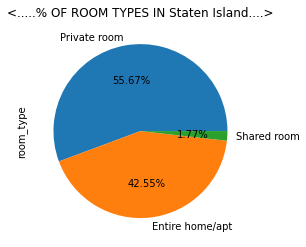 <.....% OF ROOM TYPES IN Staten Island....>
Private room
55.67%
room_type
1.77%
Shared room
42.55%
Entire home/apt